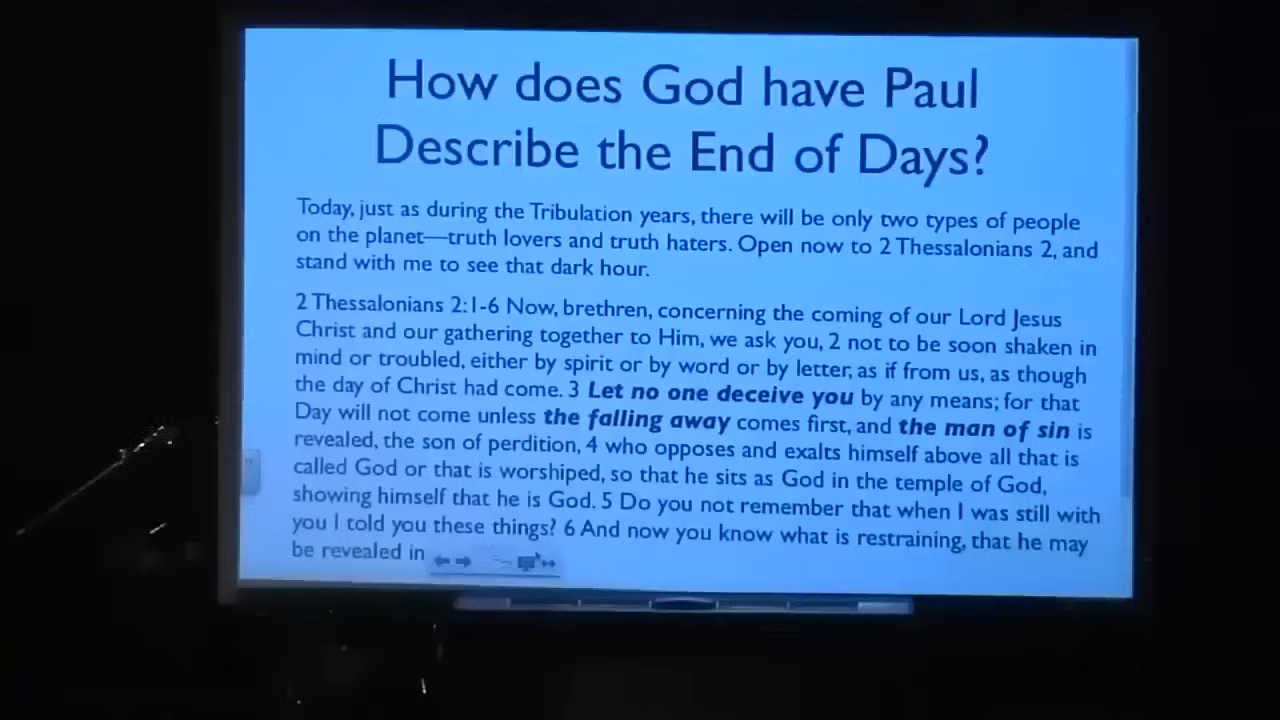 How does God have Paul
Describe the End of Days?
Today, just as during the Tribulation years, there will be only two types of people
on the planet—truth lovers and truth haters. Open now to 2 Thessalonians 2, and
stand with me to see that dark hour.
2 Thessalonians 2:1-6 Now, brethren, concerning the coming of our Lord Jesus
Christ and our gathering together to Him, we ask you, 2 not to be soon shaken in
mind or troubled, either by spirit or by word or by letter, as if from us, as though
the day of Christ had come. 3 Let no one deceive you by any means; for that
Day will not come unless the falling away comes first, and the man of sin is
revealed, the son of perdition, 4 who opposes and exalts himself above all that is
called God or that is worshiped, so that he sits as God in the temple of God,
showing himself that he is God. 5 Do you not remember that when I was still with
you I told you these things? 6 And now you know what is restraining, that he may
be revealed in